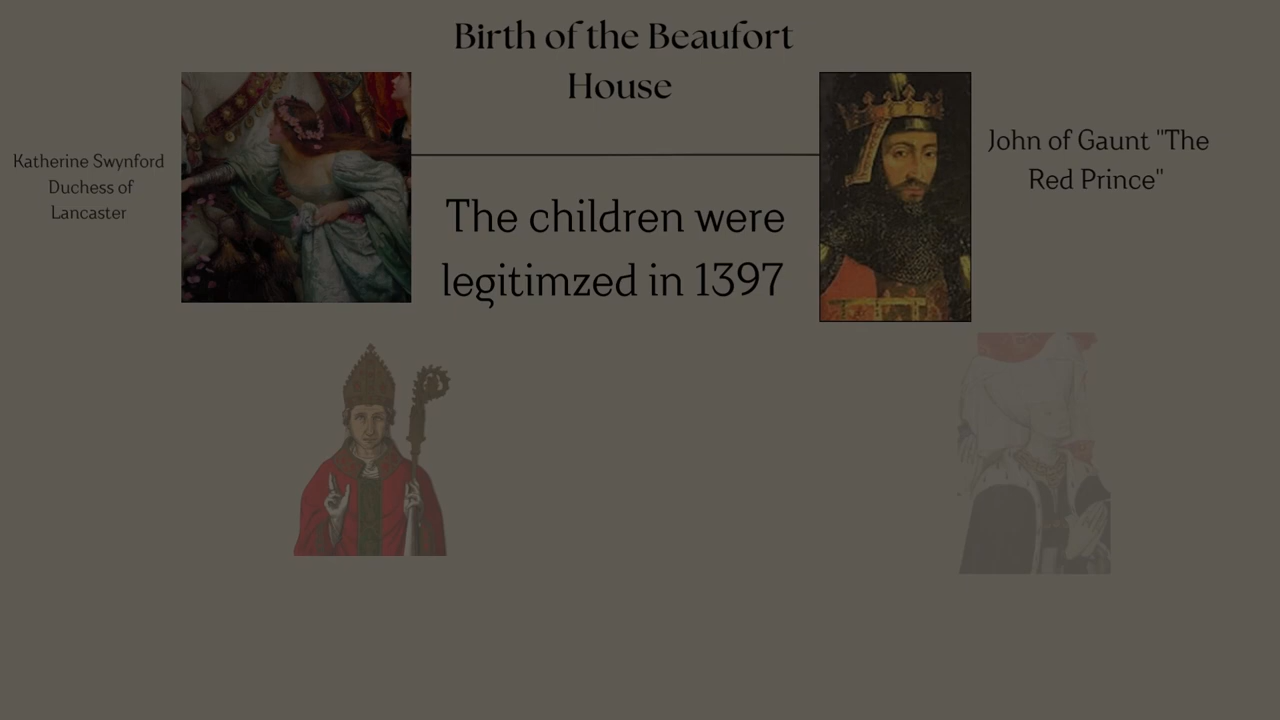 Birth of the Beaufort
House
Katherine Swynford
Duchess of
Lancaster
John of Gaunt "The
Red Prince"
The children were
legitimzed in 1397